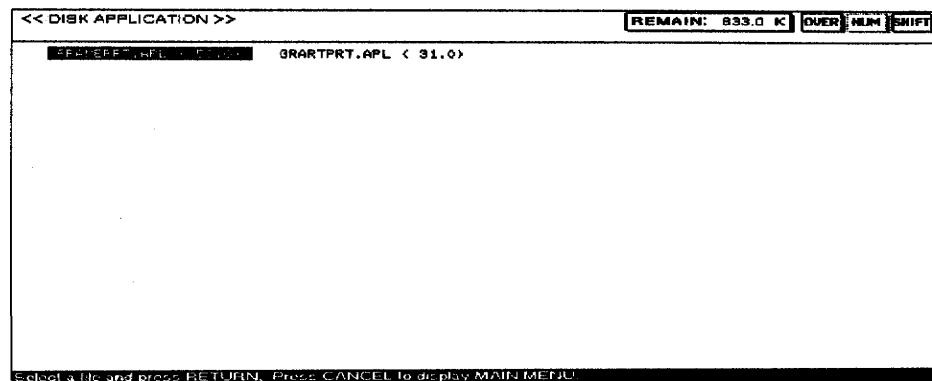 << DISK APPLICATION >> REMAIN: 833.0 K OVER NUM SHIFT
GRARTPRT.APL ( 31.0)
Select a file and press RETURN, Press CANCEL to display MAIN MENU.